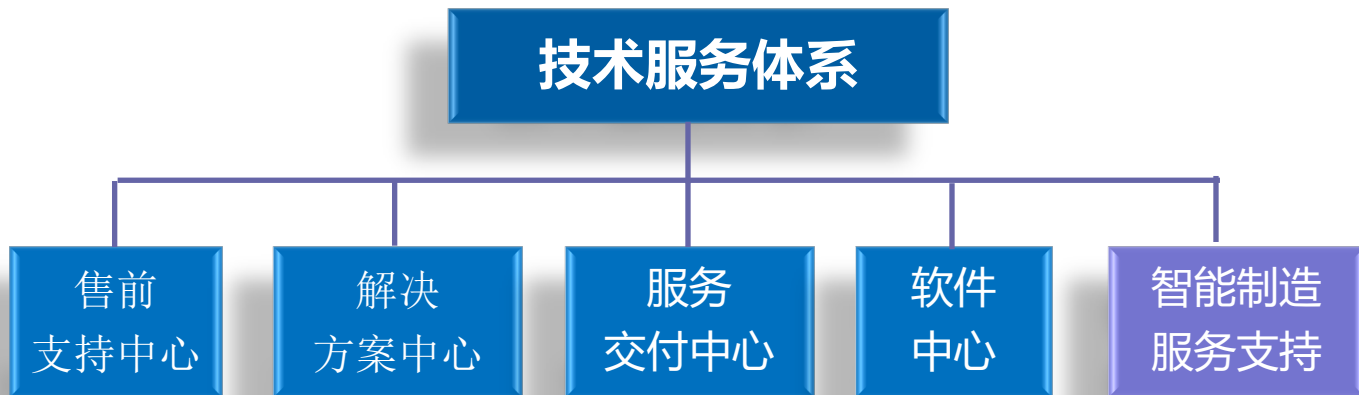 技术服务体系
售前
支持中心
解决
方案中心
服务
交付中心
软件
中心
智能制造
服务支持